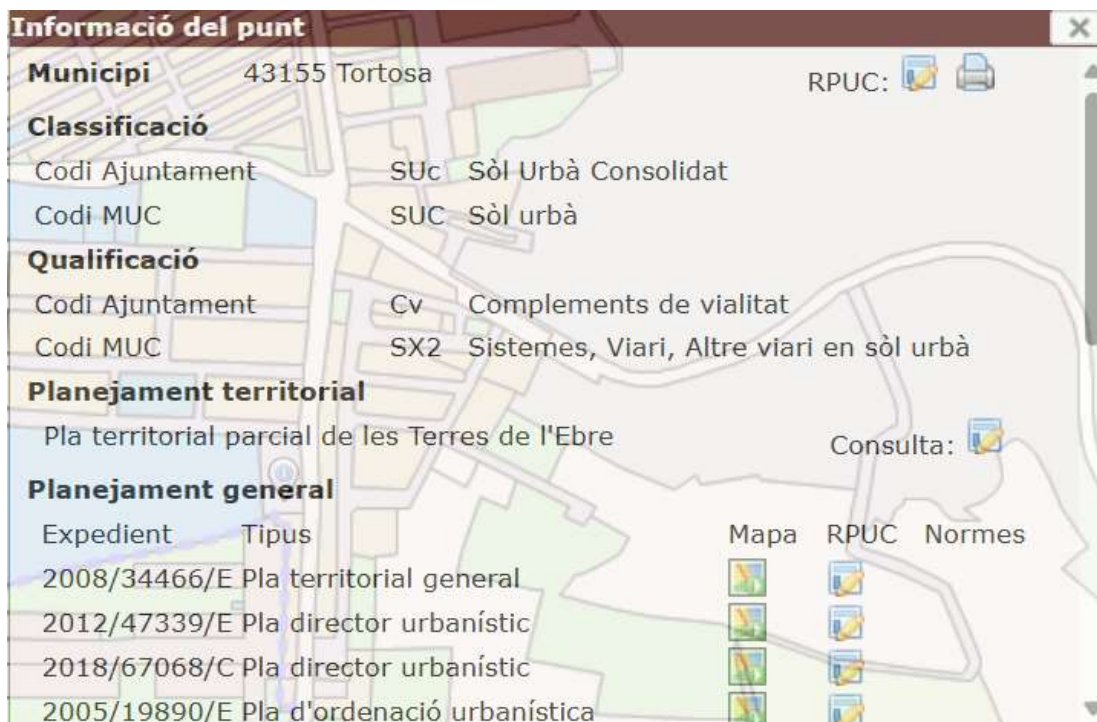 Informació del punt
Municipi 43155 Tortosa RPUC:
Classificació
Codi Ajuntament SUc Sòl Urbà Consolidat
Codi MUC SUC Sòl urbà
Qualificació
Codi Ajuntament Cv Complements de vialitat
Codi MUC SX2 Sistemes, Viari, Altre viari en sòl urbà
Planejament territorial
Pla territorial parcial de les Terres de l'Ebre Consulta:
Planejament general
Expedient Tipus Mapa RPUC Normes
2008/34466/E Pla territorial general
2012/47339/E Pla director urbanístic
2018/67068/C Pla director urbanístic
2005/19890/E Pla d'ordenació urbanística